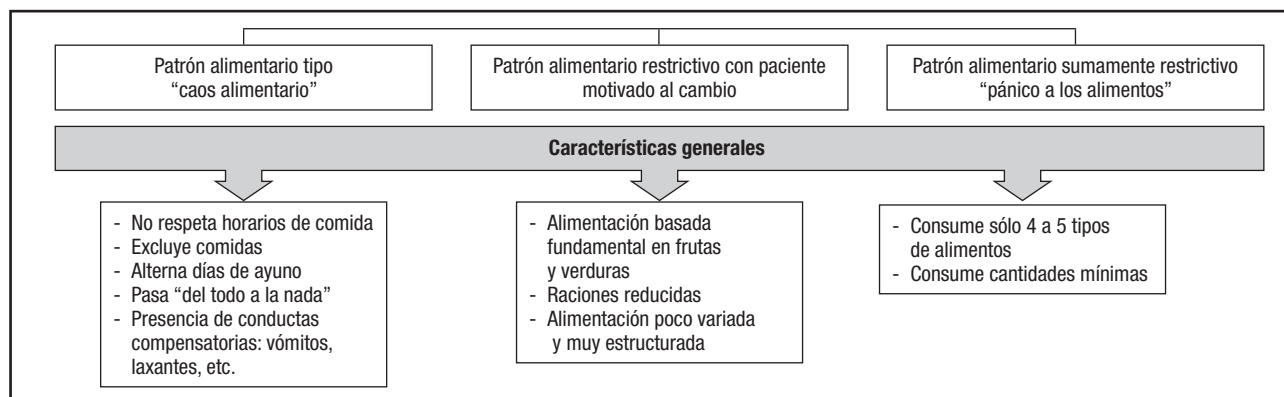 Patrón alimentario tipo
“caos alimentario”
Patrón alimentario restrictivo con paciente
motivado al cambio
Patrón alimentario sumamente restrictivo
“pánico a los alimentos”
Características generales
- No respeta horarios de comida
- Excluye comidas
- Alterna días de ayuno
- Pasa “del todo a la nada”
- Presencia de conductas
compensatorias: vómitos,
laxantes, etc.
- Alimentación basada
fundamental en frutas
y verduras
- Raciones reducidas
- Alimentación poco variada
y muy estructurada
- Consume sólo 4 a 5 tipos
de alimentos
- Consume cantidades mínimas